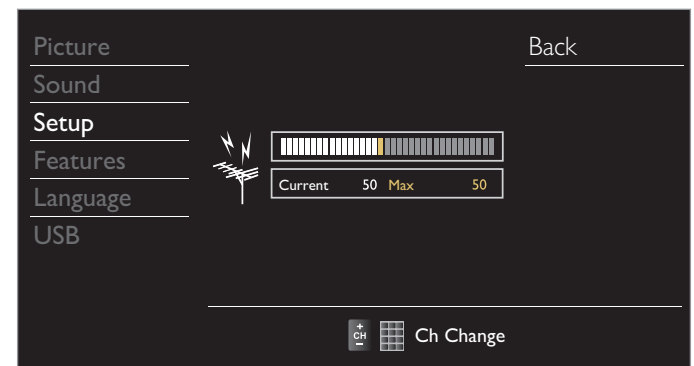 Picture
Back
Sound
Setup
Features
Language
USB
Current 50 Max 50
+
CH
−
Ch Change